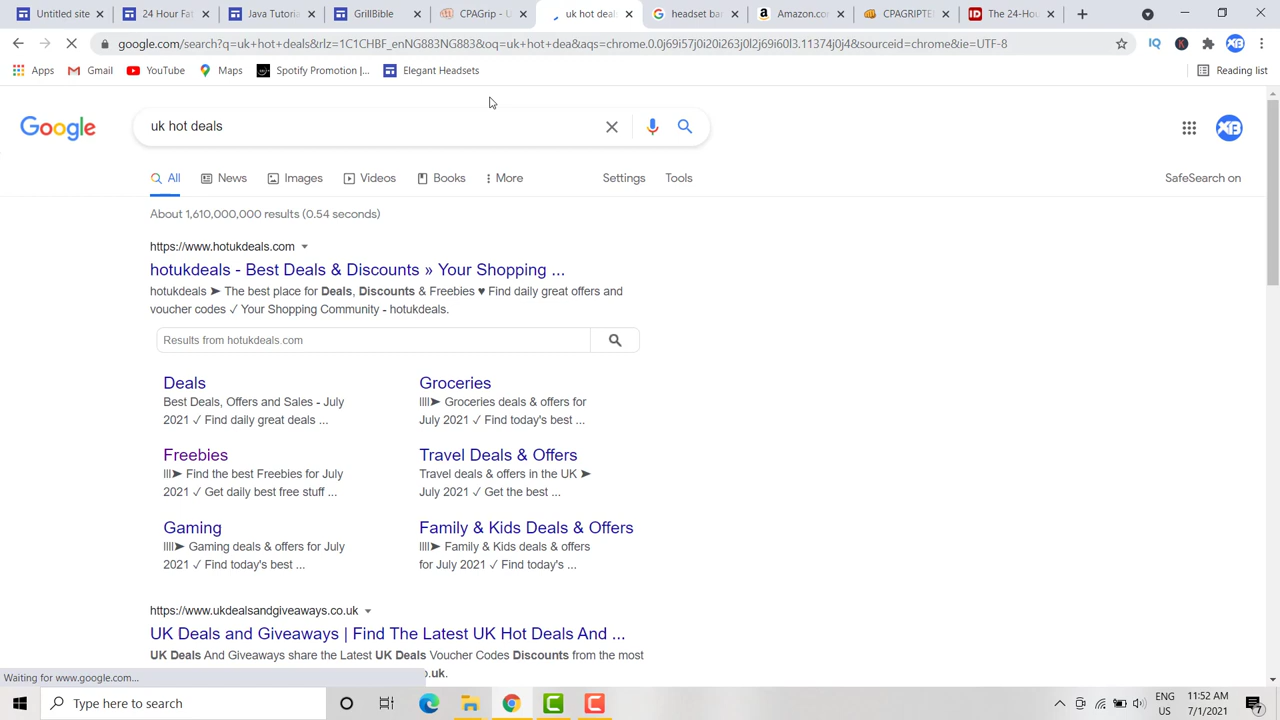 Untitled site
24 Hour Fat
Java Tutoria
GrillBible
CPAGrip - U
uk hot deals
headset bar
Amazon.co
CPAGRIPTE
The 24-Hou
google.com/search?q=uk+hot+deals&rlz=1C1CHBF_enNG883NG883&oq=uk+hot+dea&aqs=chrome.0.0j69i57j0i20i263j0l2j69i60l3.11374j0j4&sourceid=chrome&ie=UTF-8
Apps
Gmail
YouTube
Maps
Spotify Promotion |...
Elegant Headsets
Reading list
Google
uk hot deals
All
News
Images
Videos
Books
More
Settings
Tools
SafeSearch on
About 1,610,000,000 results (0.54 seconds)
https://www.hotukdeals.com
hotukdeals - Best Deals & Discounts » Your Shopping ...
hotukdeals ➤ The best place for Deals, Discounts & Freebies ♥ Find daily great offers and
voucher codes ✓ Your Shopping Community - hotukdeals.
Results from hotukdeals.com
Deals
Best Deals, Offers and Sales - July
2021 ✓ Find daily great deals ...
Groceries
llll➤ Groceries deals & offers for
July 2021 ✓ Find today's best ...
Freebies
lll➤ Find the best Freebies for July
2021 ✓ Get daily best free stuff ...
Travel Deals & Offers
Travel deals & offers in the UK ➤
July 2021 ✓ Get the best ...
Gaming
llll➤ Gaming deals & offers for July
2021 ✓ Find today's best ...
Family & Kids Deals & Offers
llll➤ Family & Kids deals & offers
for July 2021 ✓ Find today's ...
https://www.ukdealsandgiveaways.co.uk
UK Deals and Giveaways | Find The Latest UK Hot Deals And ...
UK Deals And Giveaways share the Latest UK Deals Voucher Codes Discounts from the most
.uk.
Waiting for www.google.com...
Type here to search
ENG
US
11:52 AM
7/1/2021
7